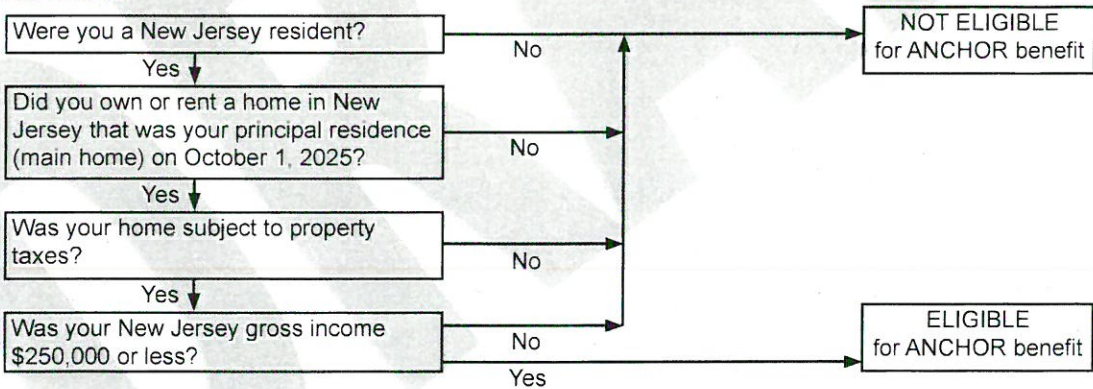 Were you a New Jersey resident?
No
NOT ELIGIBLE
for ANCHOR benefit
Yes
Did you own or rent a home in New
Jersey that was your principal residence
(main home) on October 1, 2025?
No
Yes
Was your home subject to property
taxes?
No
Yes
Was your New Jersey gross income
$250,000 or less?
No
Yes
ELIGIBLE
for ANCHOR benefit